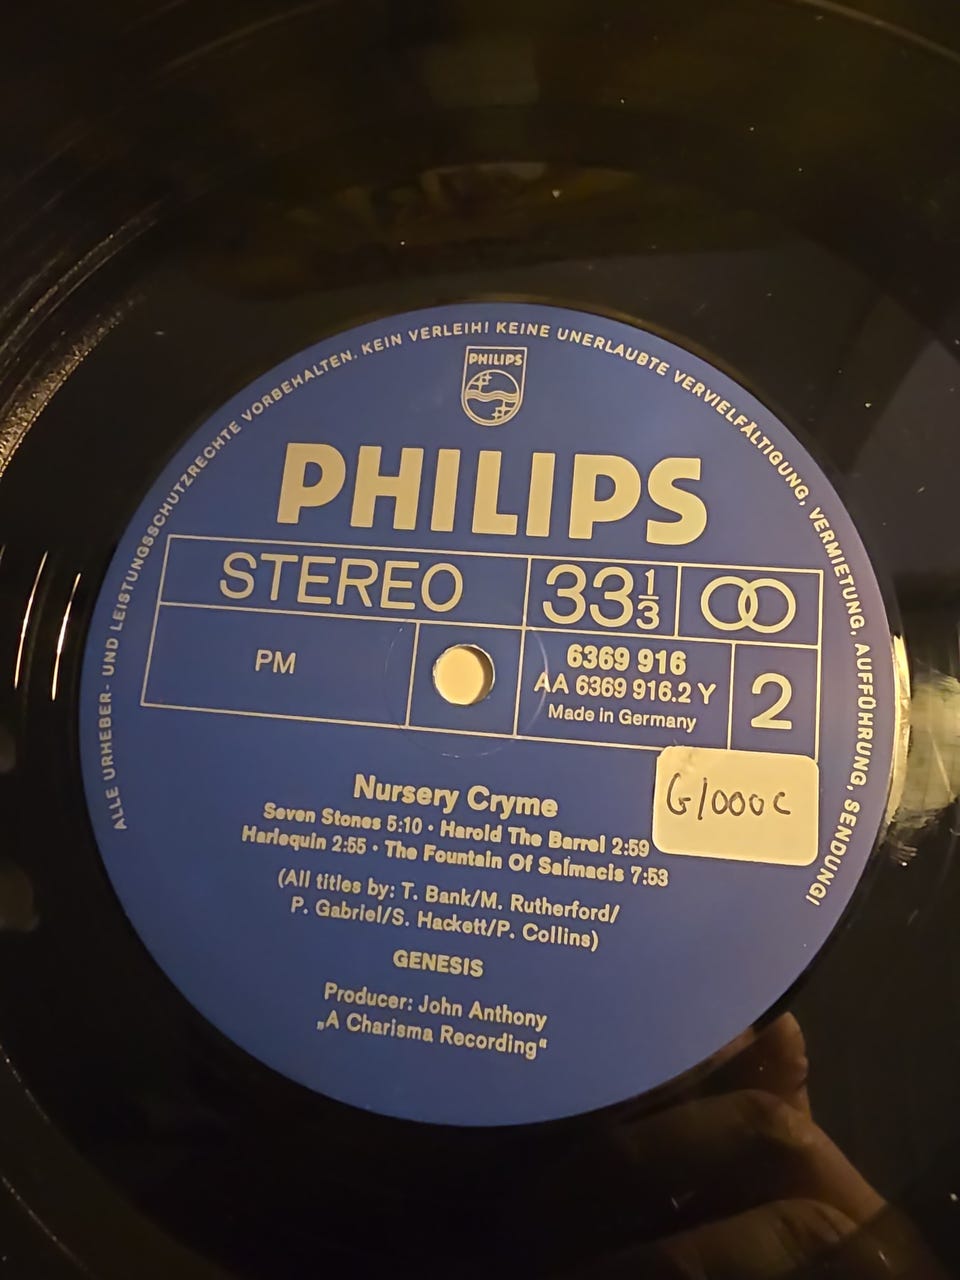 ALLE URHEBER- UND LEISTUNGSSCHUTZRECHTE VORBEHALTEN. KEIN VERLEIH! KEINE UNERLAUBTE VERVIELFÄLTIGUNG, VERMIETUNG, AUFFÜHRUNG, SENDUNG!
PHILIPS
PHILIPS
STEREO 33 1/3
PM 6369 916
AA 6369 916.2 Y 2
Made in Germany
G/000C
Nursery Cryme
Seven Stones 5:10 · Harold The Barrel 2:59
Harlequin 2:55 · The Fountain Of Salmacis 7:53
(All titles by: T. Bank/M. Rutherford/
P. Gabriel/S. Hackett/P. Collins)
GENESIS
Producer: John Anthony
„A Charisma Recording“